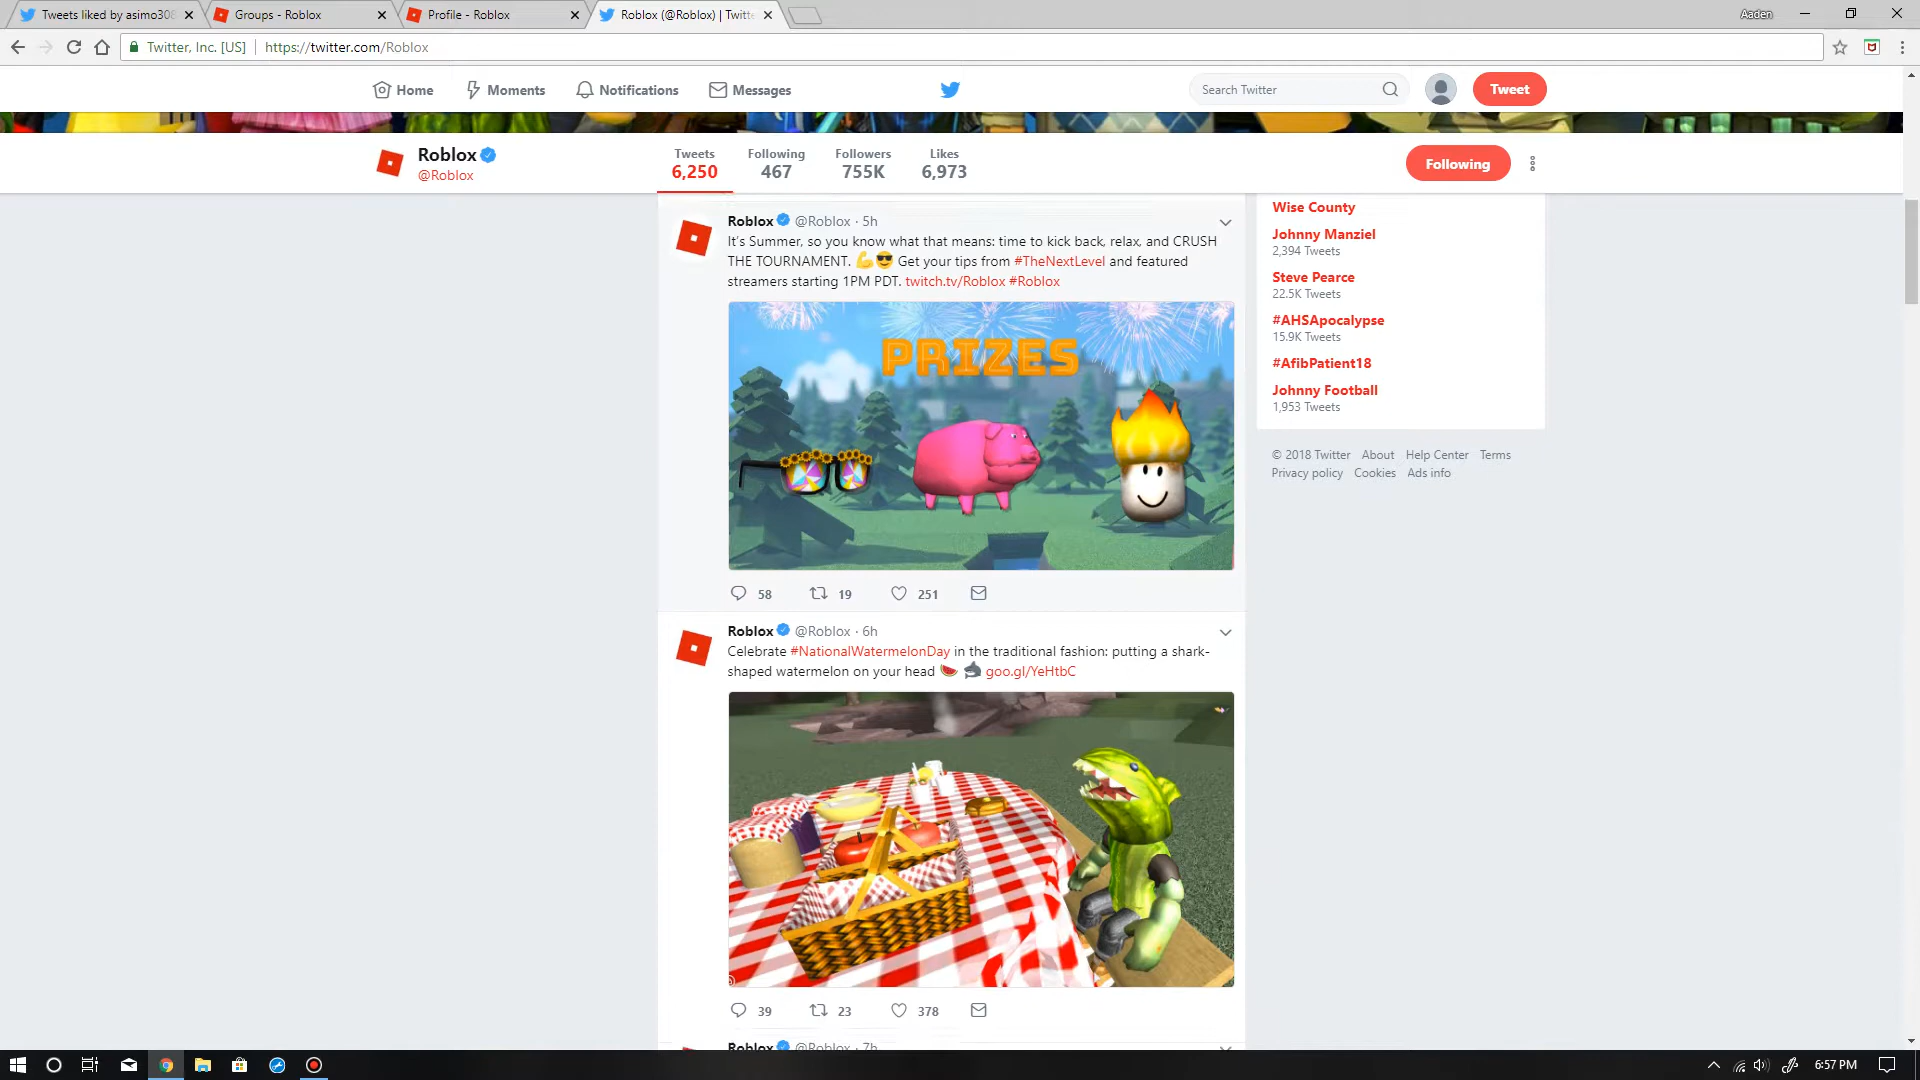 Tweets liked by asimo308
Groups - Roblox
Profile - Roblox
Roblox (@Roblox) | Twitte
Aaden
Twitter, Inc. [US]
https://twitter.com/Roblox
Home
Moments
Notifications
Messages
Search Twitter
Tweet
Roblox
@Roblox
Tweets
6,250
Following
467
Followers
755K
Likes
6,973
Following
Roblox @Roblox · 5h
It's Summer, so you know what that means: time to kick back, relax, and CRUSH
THE TOURNAMENT. 💪😎 Get your tips from #TheNextLevel and featured
streamers starting 1PM PDT. twitch.tv/Roblox #Roblox
PRIZES
58
19
251
Roblox @Roblox · 6h
Celebrate #NationalWatermelonDay in the traditional fashion: putting a shark-
shaped watermelon on your head 🍉 🦈 goo.gl/YeHtbC
39
23
378
Roblox @Roblox · 7h
Wise County
Johnny Manziel
2,394 Tweets
Steve Pearce
22.5K Tweets
#AHSApocalypse
15.9K Tweets
#AfibPatient18
Johnny Football
1,953 Tweets
© 2018 Twitter About Help Center Terms
Privacy policy Cookies Ads info
6:57 PM